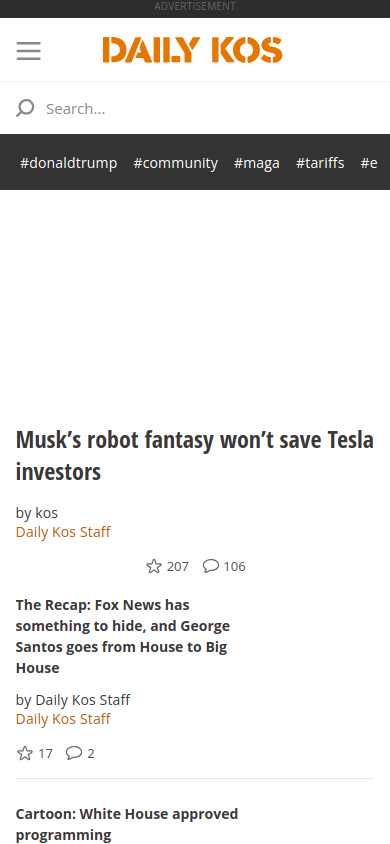 ADVERTISEMENT
DAILY KOS
Search...
#donaldtrump #community #maga #tariffs #e
Musk’s robot fantasy won’t save Tesla
investors
by kos
Daily Kos Staff
207 106
The Recap: Fox News has
something to hide, and George
Santos goes from House to Big
House
by Daily Kos Staff
Daily Kos Staff
17 2
Cartoon: White House approved
programming